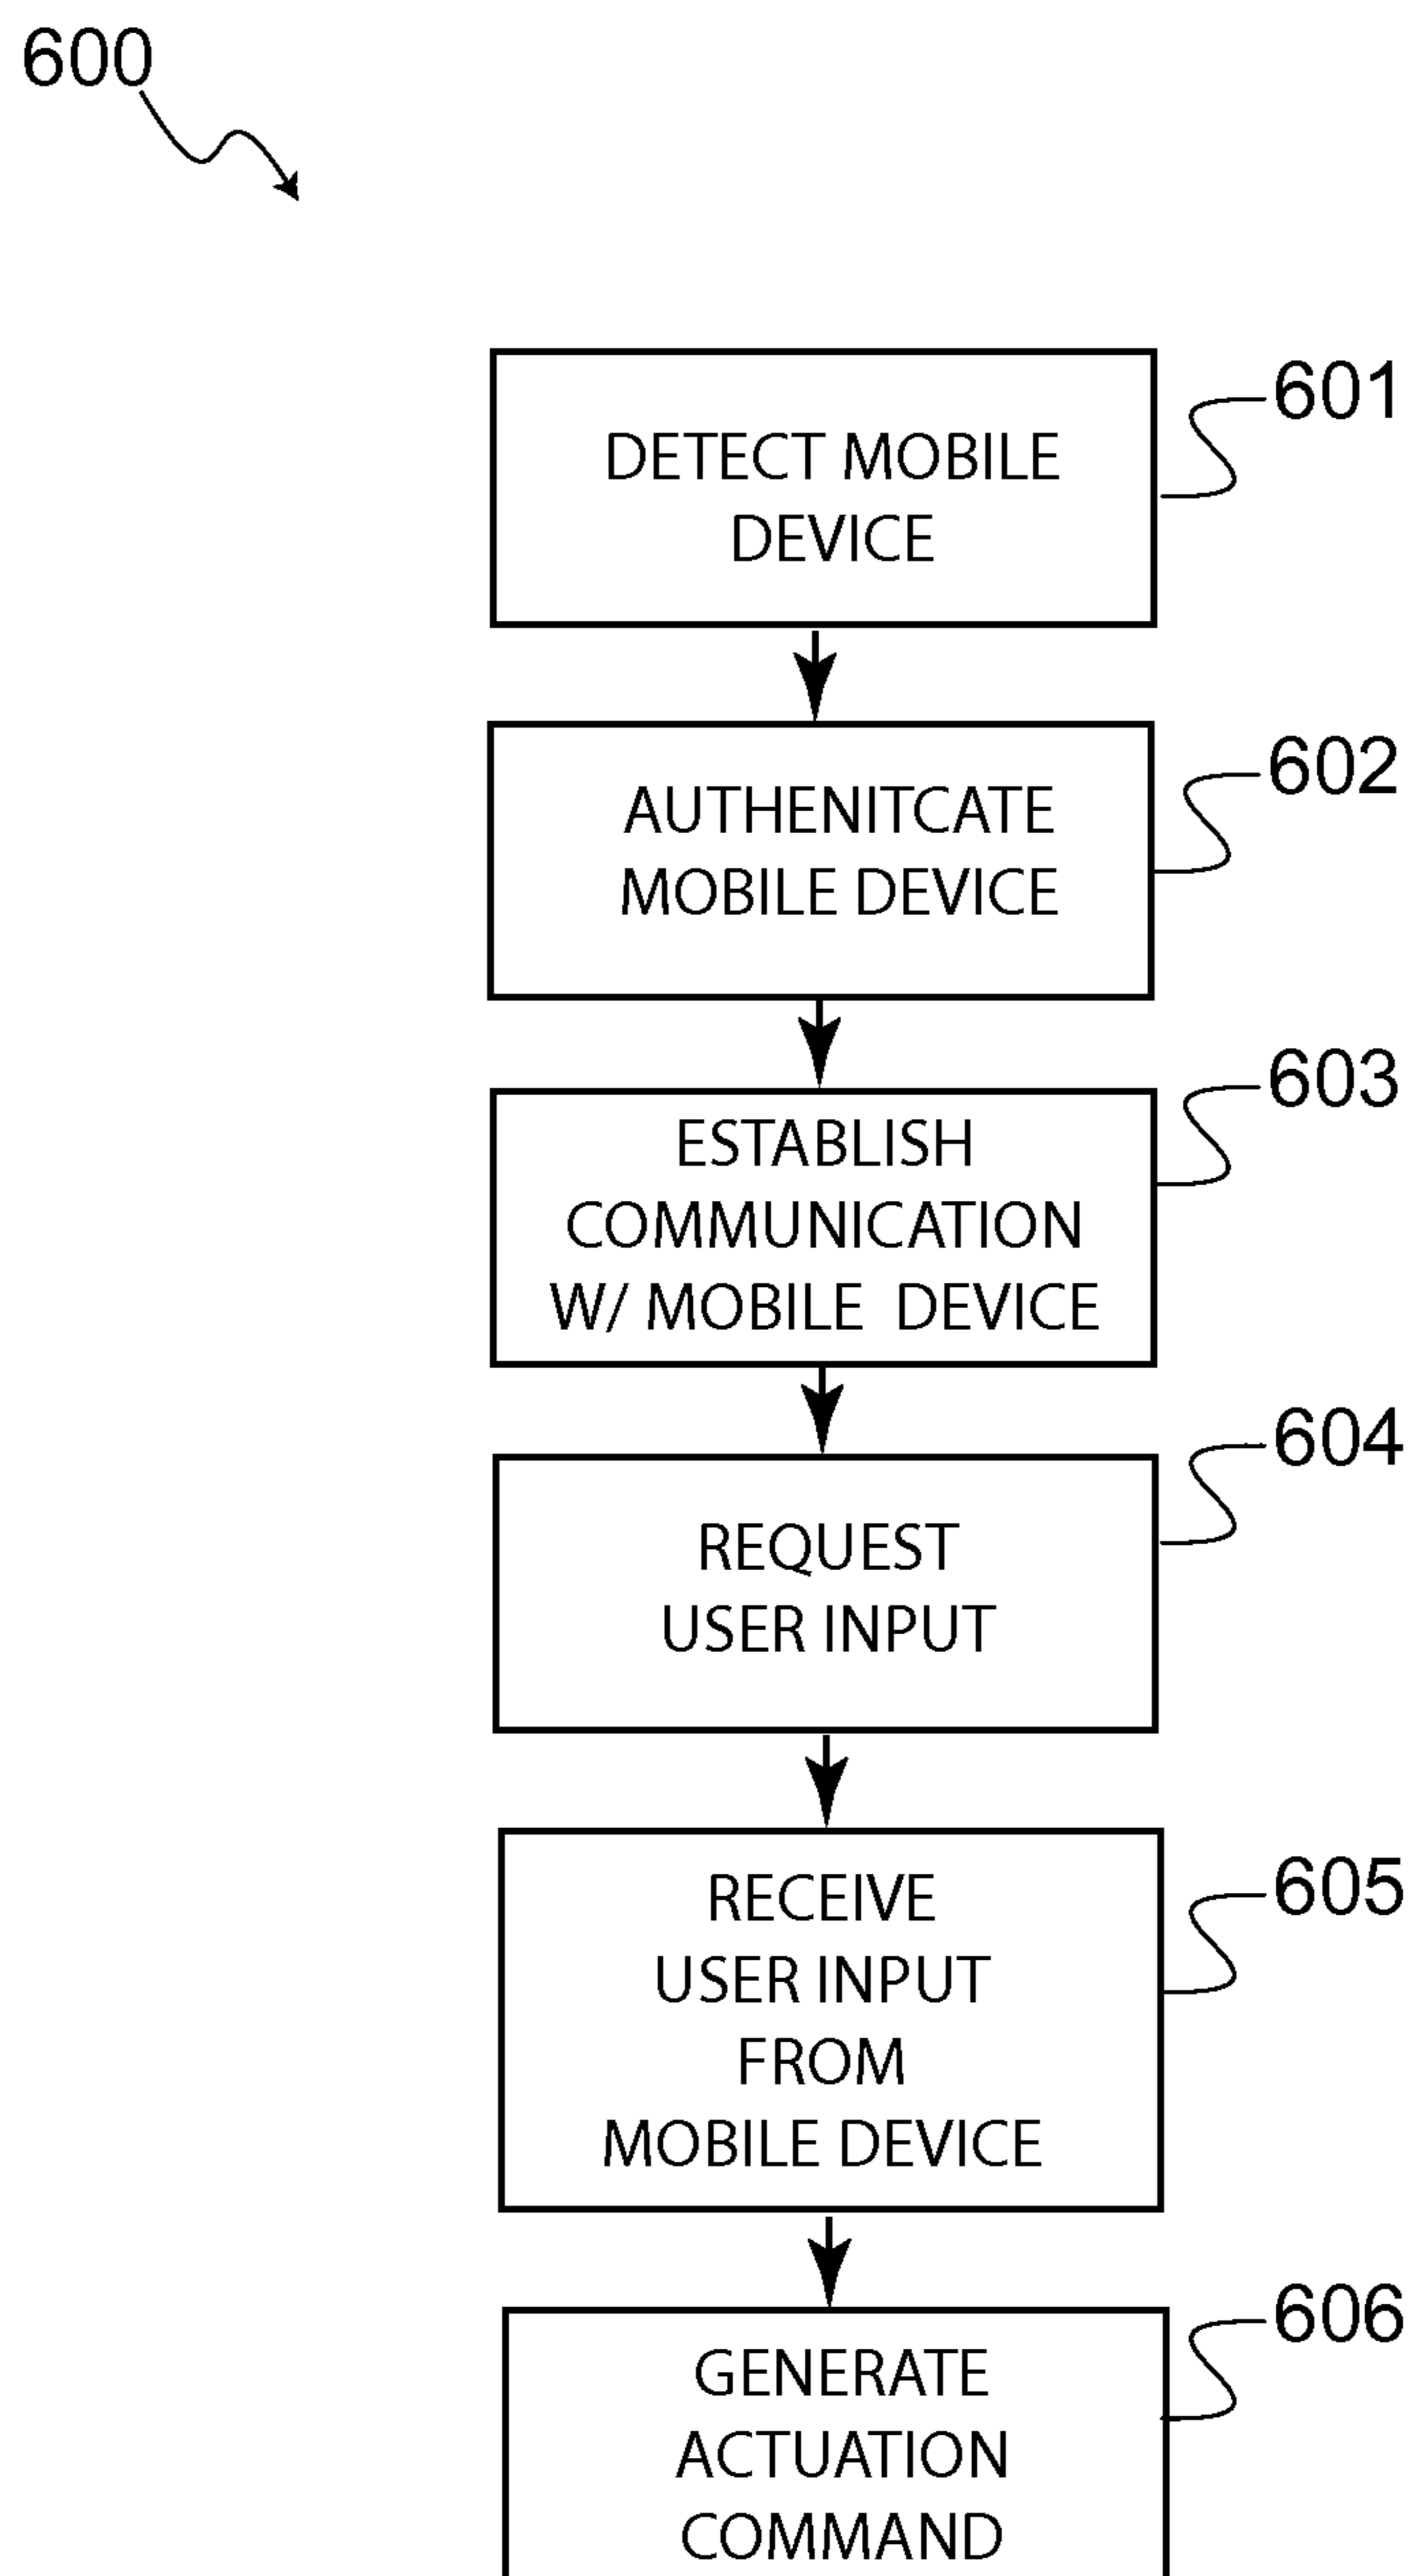 600
601
DETECT MOBILE
DEVICE
602
AUTHENITCATE
MOBILE DEVICE
603
ESTABLISH
COMMUNICATION
W/ MOBILE DEVICE
604
REQUEST
USER INPUT
605
RECEIVE
USER INPUT
FROM
MOBILE DEVICE
606
GENERATE
ACTUATION
COMMAND